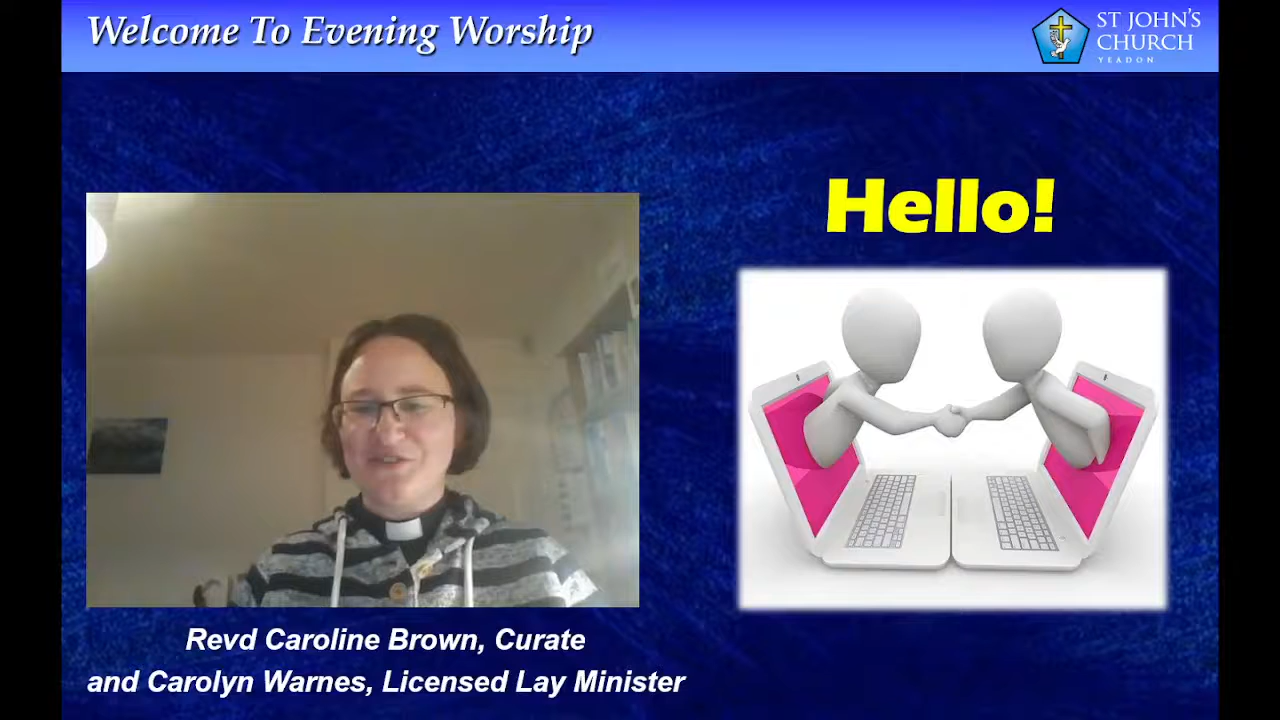 Welcome To Evening Worship
ST JOHN'S
CHURCH
YEADON
Hello!
Revd Caroline Brown, Curate
and Carolyn Warnes, Licensed Lay Minister